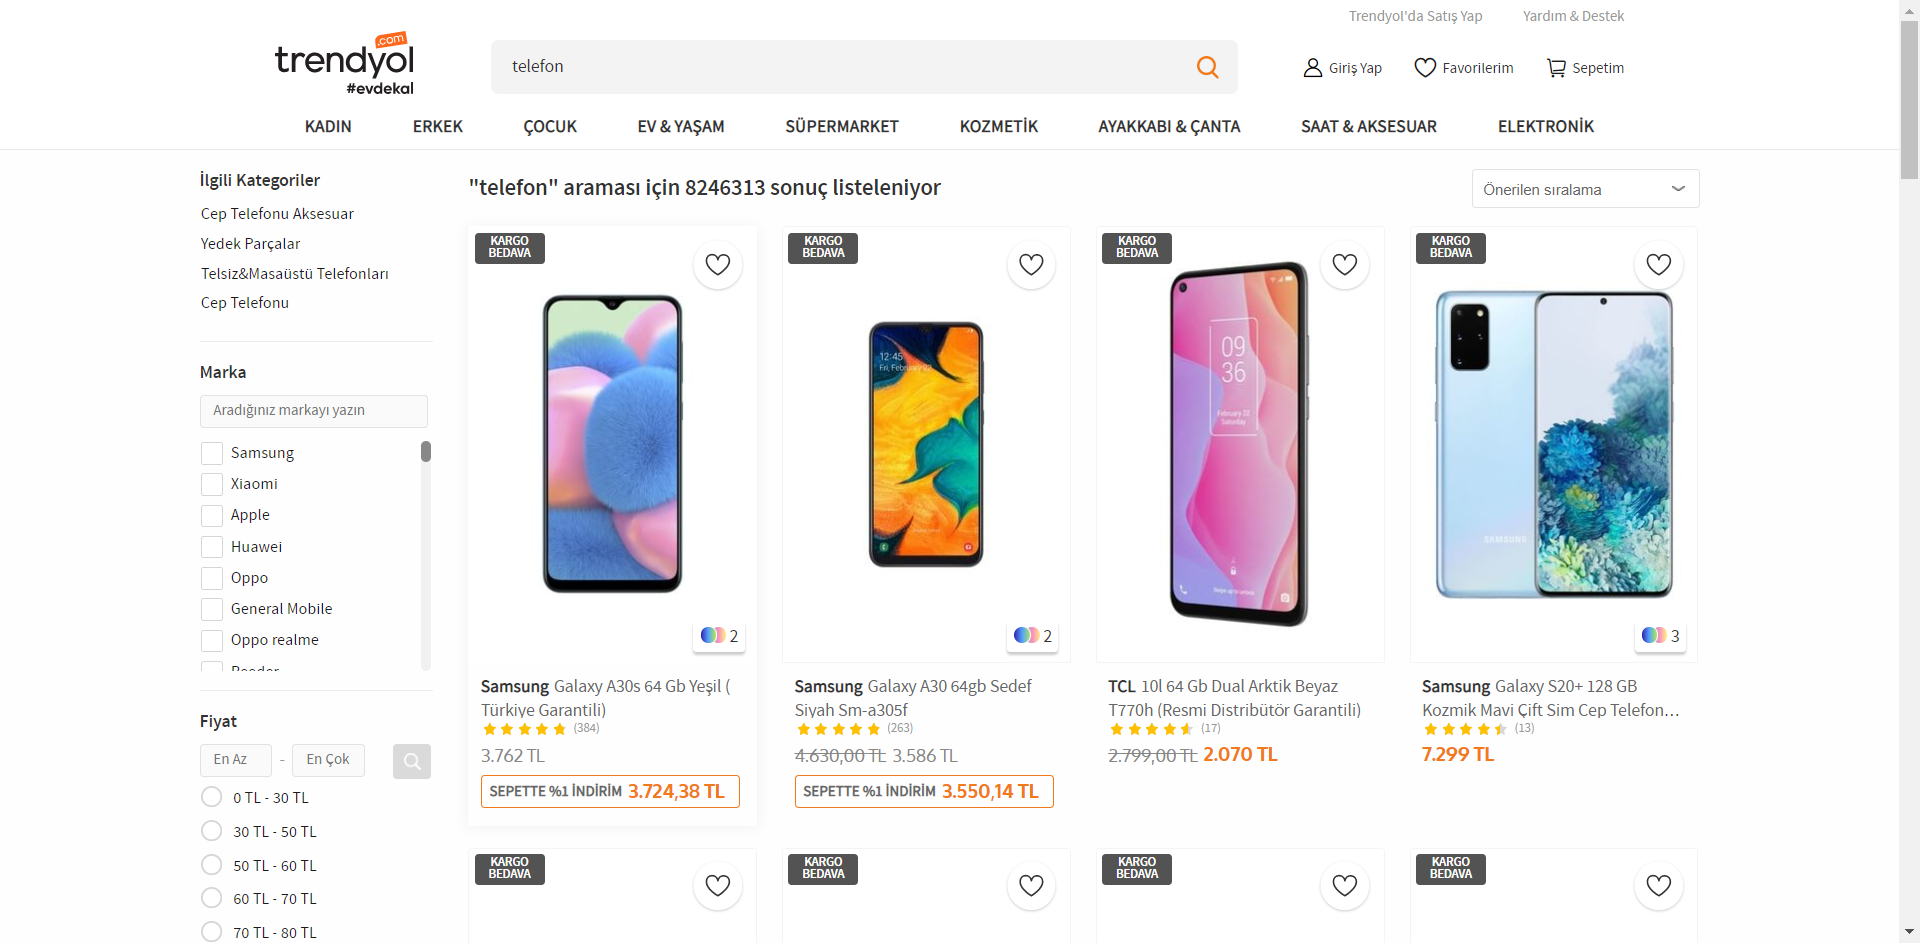 Trendyol'da Satış Yap
Yardım & Destek
.com
trendyol
#evdekal
telefon
Giriş Yap
Favorilerim
Sepetim
KADIN
ERKEK
ÇOCUK
EV & YAŞAM
SÜPERMARKET
KOZMETİK
AYAKKABI & ÇANTA
SAAT & AKSESUAR
ELEKTRONİK
İlgili Kategoriler
Cep Telefonu Aksesuar
Yedek Parçalar
Telsiz&Masaüstü Telefonları
Cep Telefonu
Marka
Aradığınız markayı yazın
Samsung
Xiaomi
Apple
Huawei
Oppo
General Mobile
Oppo realme
Reeder
Fiyat
En Az
-
En Çok
0 TL - 30 TL
30 TL - 50 TL
50 TL - 60 TL
60 TL - 70 TL
70 TL - 80 TL
"telefon" araması için 8246313 sonuç listeleniyor
Önerilen sıralama
KARGO
BEDAVA
2
Samsung Galaxy A30s 64 Gb Yeşil (
Türkiye Garantili)
(384)
3.762 TL
SEPETTE %1 İNDİRİM 3.724,38 TL
KARGO
BEDAVA
12:45
Fri, February 22
2
Samsung Galaxy A30 64gb Sedef
Siyah Sm-a305f
(263)
4.630,00 TL 3.586 TL
SEPETTE %1 İNDİRİM 3.550,14 TL
KARGO
BEDAVA
09
36
February 22
Saturday
Swipe up to unlock
TCL 10l 64 Gb Dual Arktik Beyaz
T770h (Resmi Distribütör Garantili)
(17)
2.799,00 TL 2.070 TL
KARGO
BEDAVA
SAMSUNG
3
Samsung Galaxy S20+ 128 GB
Kozmik Mavi Çift Sim Cep Telefon...
(13)
7.299 TL
KARGO
BEDAVA
KARGO
BEDAVA
KARGO
BEDAVA
KARGO
BEDAVA